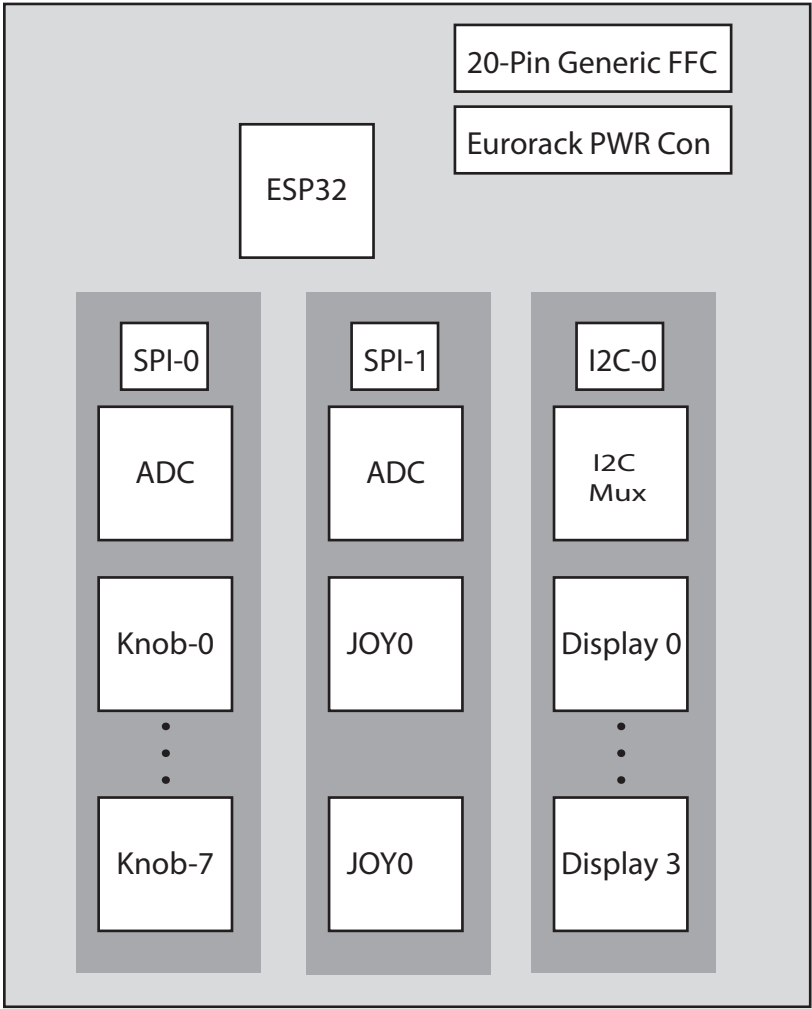 20-Pin Generic FFC
Eurorack PWR Con
ESP32
SPI-0
ADC
Knob-0
Knob-7
SPI-1
ADC
JOY0
JOY0
I2C-0
I2C
Mux
Display 0
Display 3